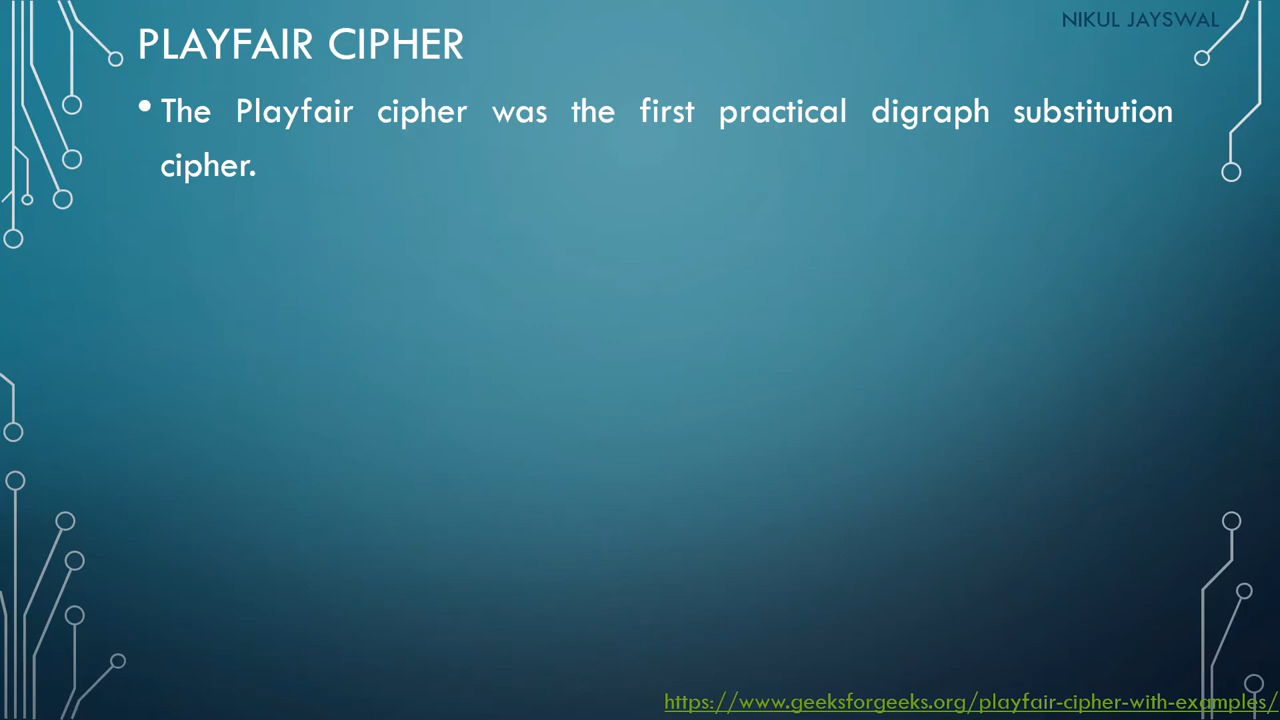 NIKUL JAYSWAL
PLAYFAIR CIPHER
• The Playfair cipher was the first practical digraph substitution
cipher.
https://www.geeksforgeeks.org/playfair-cipher-with-examples/